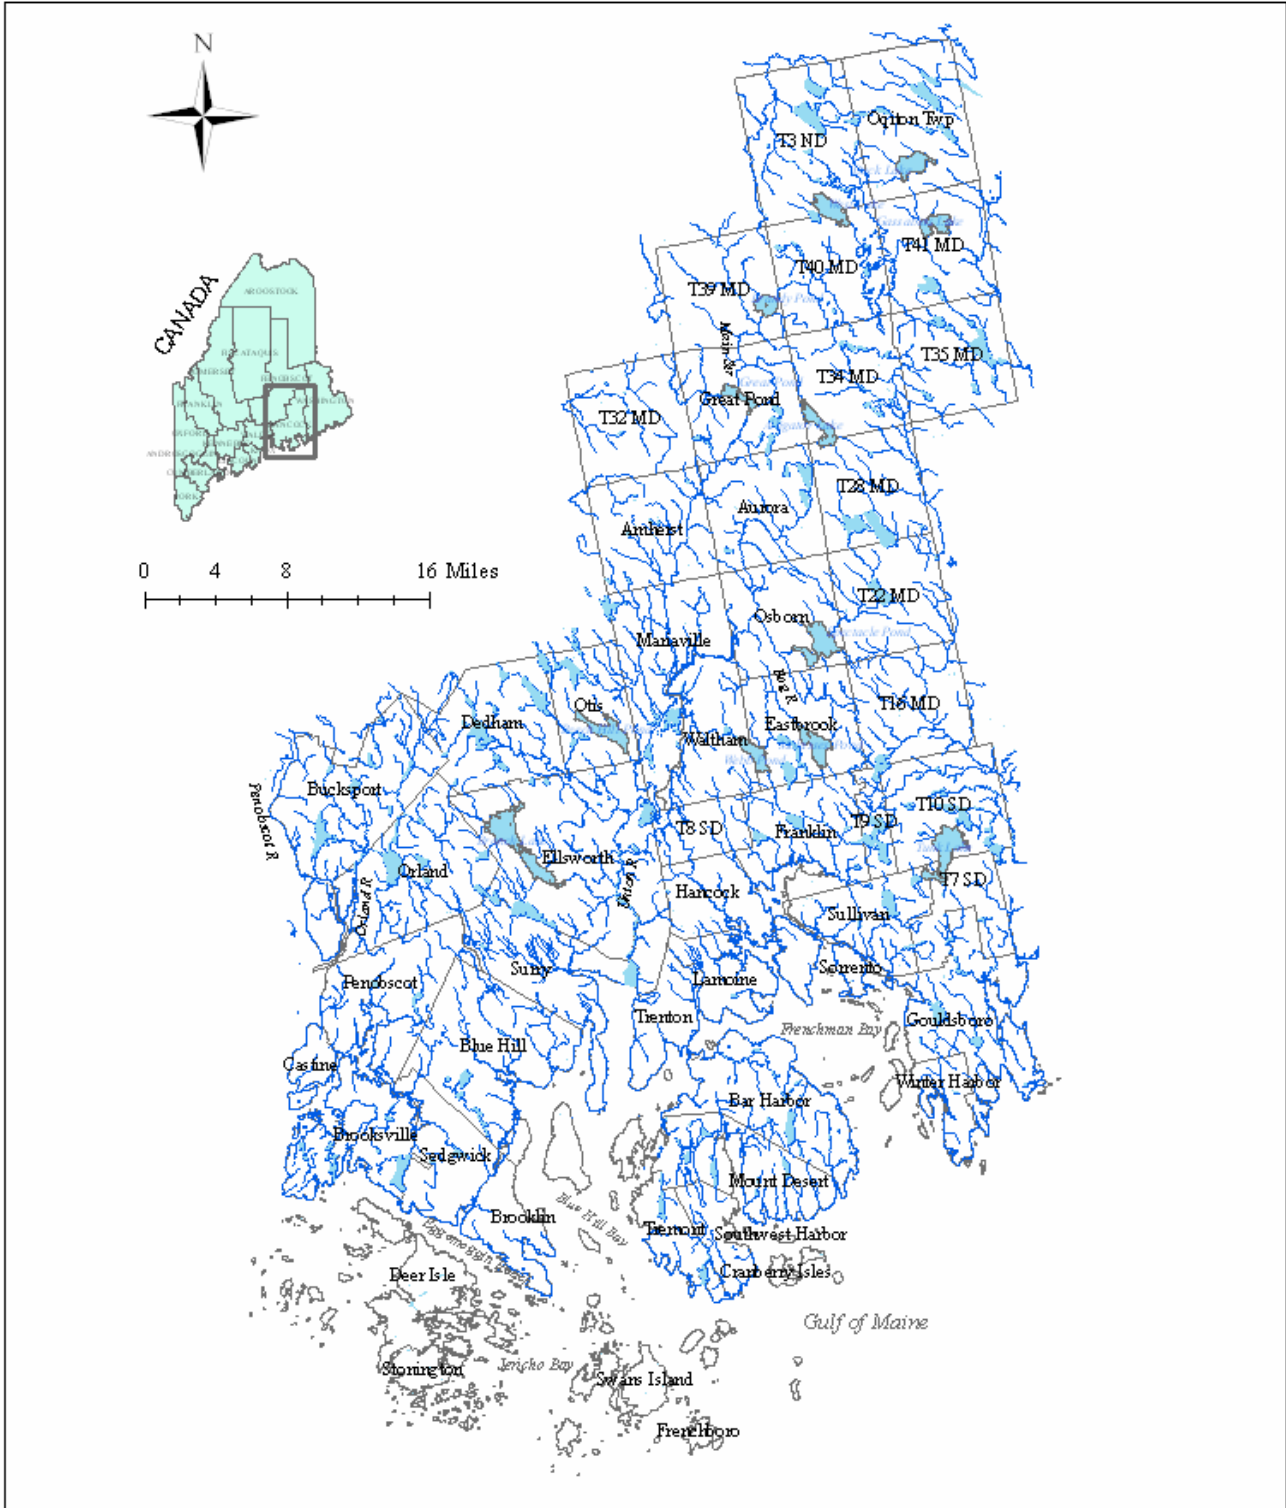 N
Oqiton Twp
T3 ND
T41 MD
T40 MD
T39 MD
CANADA
AROOSTOOK
T35 MD
T34 MD
Great Pond
Great Pond
T32 MD
T28 MD
Aurora
Amherst
0 4 8 16 Miles
T22 MD
Osborn
Mariaville
T16 MD
Otis
Eastbrook
Dedham
Waltham
Bucksport
Penobscot R
T10 SD
T9 SD
T8 SD
Franklin
Ellsworth
Orland
Union R
T7 SD
Hancock
Orland R
Sullivan
Surry
Sorrento
Lamoine
Penobscot
Trenton
Gouldsboro
Frenchman Bay
Blue Hill
Castine
Winter Harbor
Bar Harbor
Brooksville
Sedgwick
Mount Desert
Brooklin
Blue Hill Bay
Tremont
Southwest Harbor
Cranberry Isles
Deer Isle
Gulf of Maine
Jericho Bay
Stonington
Swans Island
Frenchboro